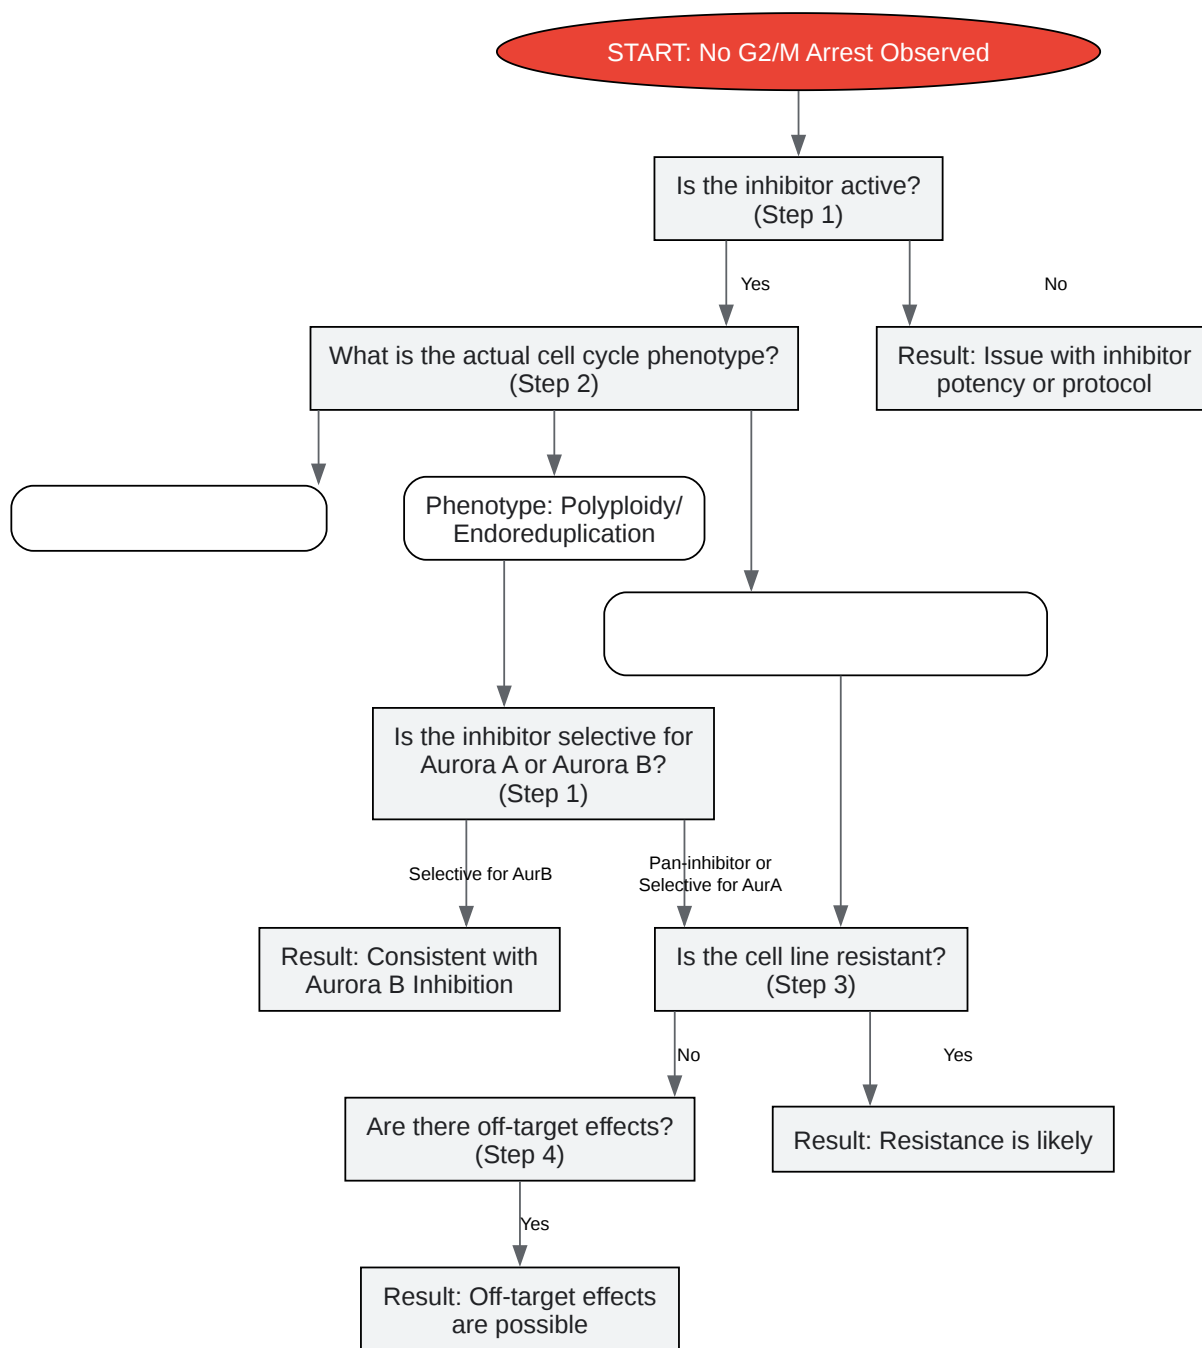 START: No G2/M Arrest Observed
Is the inhibitor active?
(Step 1)
Yes
No
What is the actual cell cycle phenotype?
(Step 2)
Result: Issue with inhibitor
potency or protocol
Phenotype: Polyploidy/
Endoreduplication
Is the inhibitor selective for
Aurora A or Aurora B?
(Step 1)
Selective for AurB
Pan-inhibitor or
Selective for AurA
Result: Consistent with
Aurora B Inhibition
Is the cell line resistant?
(Step 3)
No
Yes
Are there off-target effects?
(Step 4)
Result: Resistance is likely
Yes
Result: Off-target effects
are possible